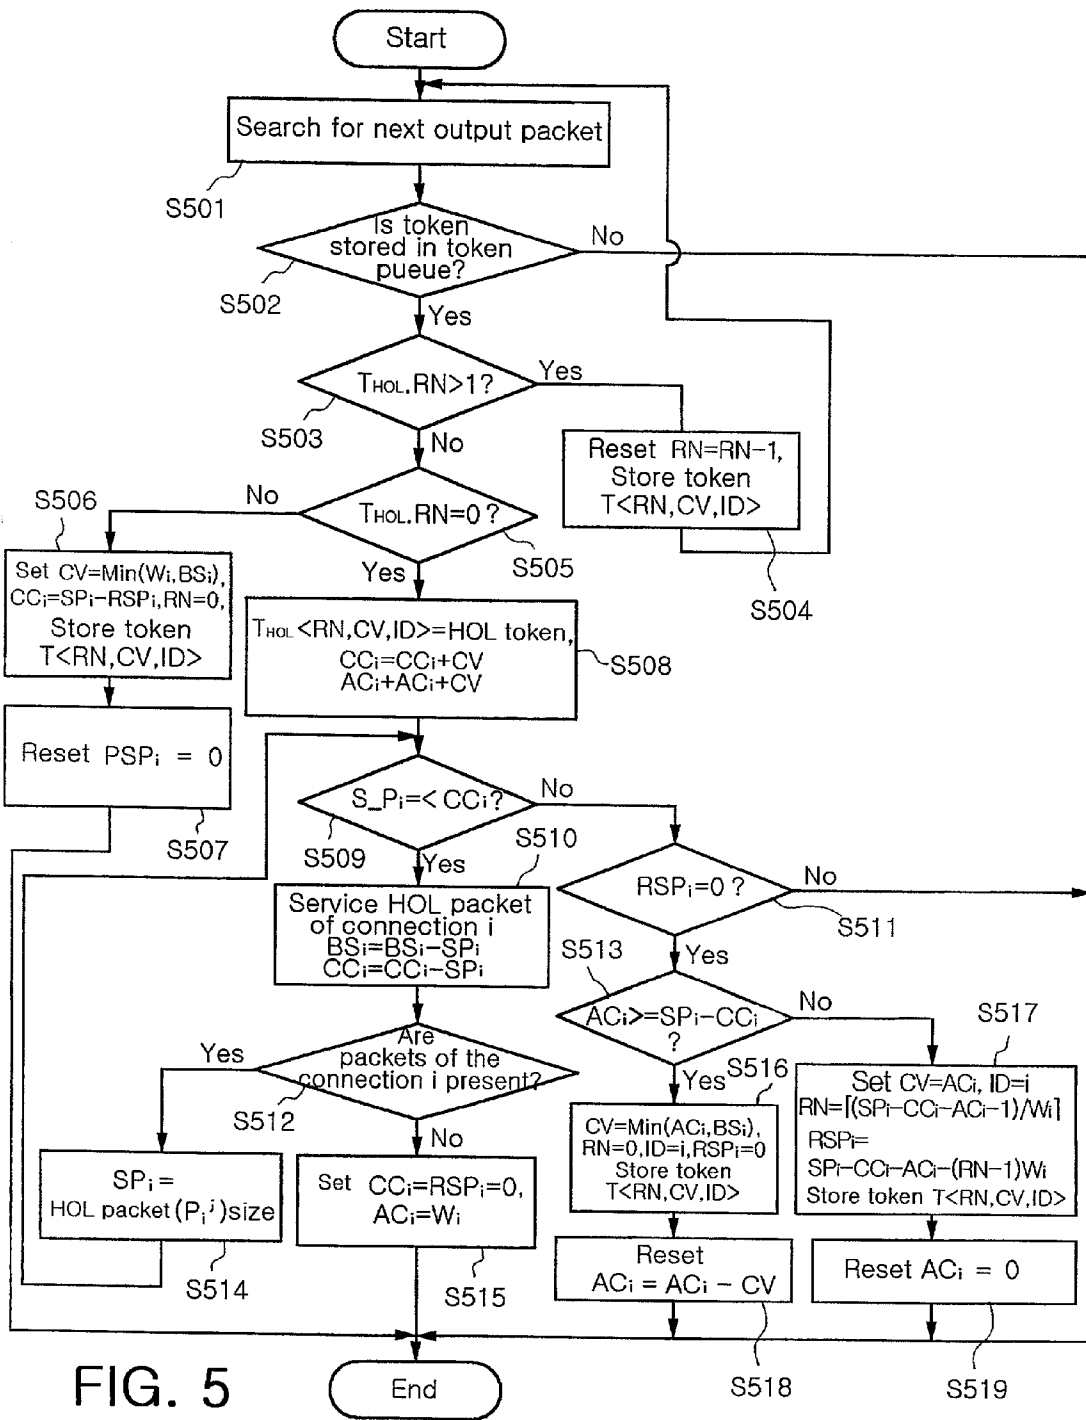 Start
Search for next output packet
S501
Is token
stored in token
pueue?
No
S502
Yes
THOL.RN>1?
Yes
S503
No
Reset RN=RN-1,
Store token
T<RN,CV,ID>
S504
S506
No
THOL.RN=0?
S505
Yes
Set CV=Min(Wi,BSi),
CCi=SPi-RSPi,RN=0,
Store token
T<RN,CV,ID>
THOL<RN,CV,ID>=HOL token,
CCi=CCi+CV
ACi+ACi+CV
S508
Reset PSPi = 0
S507
S_Pi=<CCi?
No
S509
Yes
S510
Service HOL packet
of connection i
BSi=BSi-SPi
CCi=CCi-SPi
RSPi=0?
No
S511
Yes
S513
ACi>=SPi-CCi
?
No
S517
Yes
S516
Are
packets of the
connection i present?
Yes
S512
No
CV=Min(ACi,BSi),
RN=0,ID=i,RSPi=0
Store token
T<RN,CV,ID>
Set CV=ACi, ID=i
RN=⌈(SPi-CCi-ACi-1)/Wi⌉
RSPi=
SPi-CCi-ACi-(RN-1)Wi
Store token T<RN,CV,ID>
SPi=
HOL packet(Pi^j)size
S514
Set CCi=RSPi=0,
ACi=Wi
S515
Reset
ACi = ACi - CV
S518
Reset ACi = 0
S519
End
FIG. 5